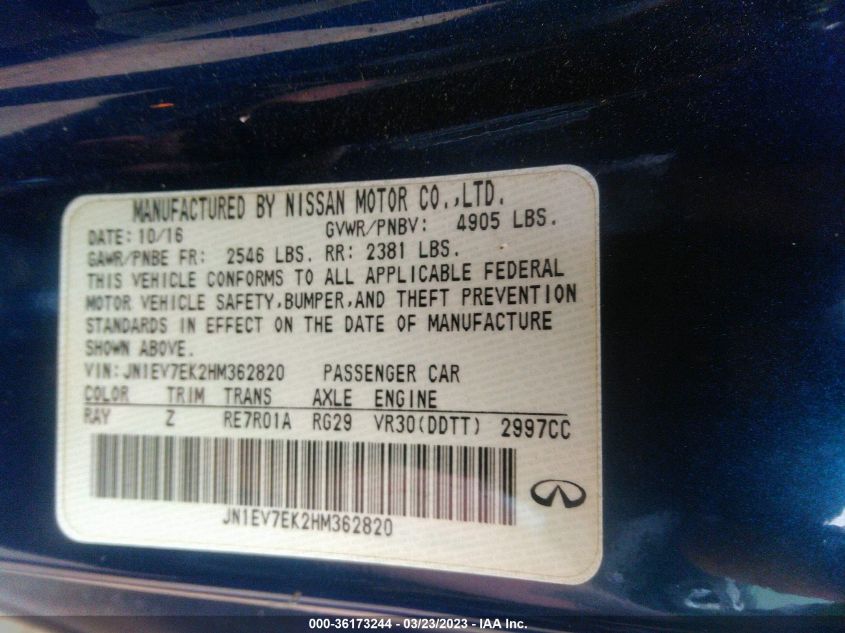 MANUFACTURED BY NISSAN MOTOR CO.,LTD.
DATE: 10/16 GVWR/PNBV: 4905 LBS.
GAWR/PNBE FR: 2546 LBS. RR: 2381 LBS.
THIS VEHICLE CONFORMS TO ALL APPLICABLE FEDERAL
MOTOR VEHICLE SAFETY,BUMPER,AND THEFT PREVENTION
STANDARDS IN EFFECT ON THE DATE OF MANUFACTURE
SHOWN ABOVE.
VIN:JN1EV7EK2HM362820 PASSENGER CAR
COLOR TRIM TRANS AXLE ENGINE
RAY Z RE7R01A RG29 VR30(DDTT) 2997CC
JN1EV7EK2HM362820
000-36173244 - 03/23/2023 - IAA Inc.